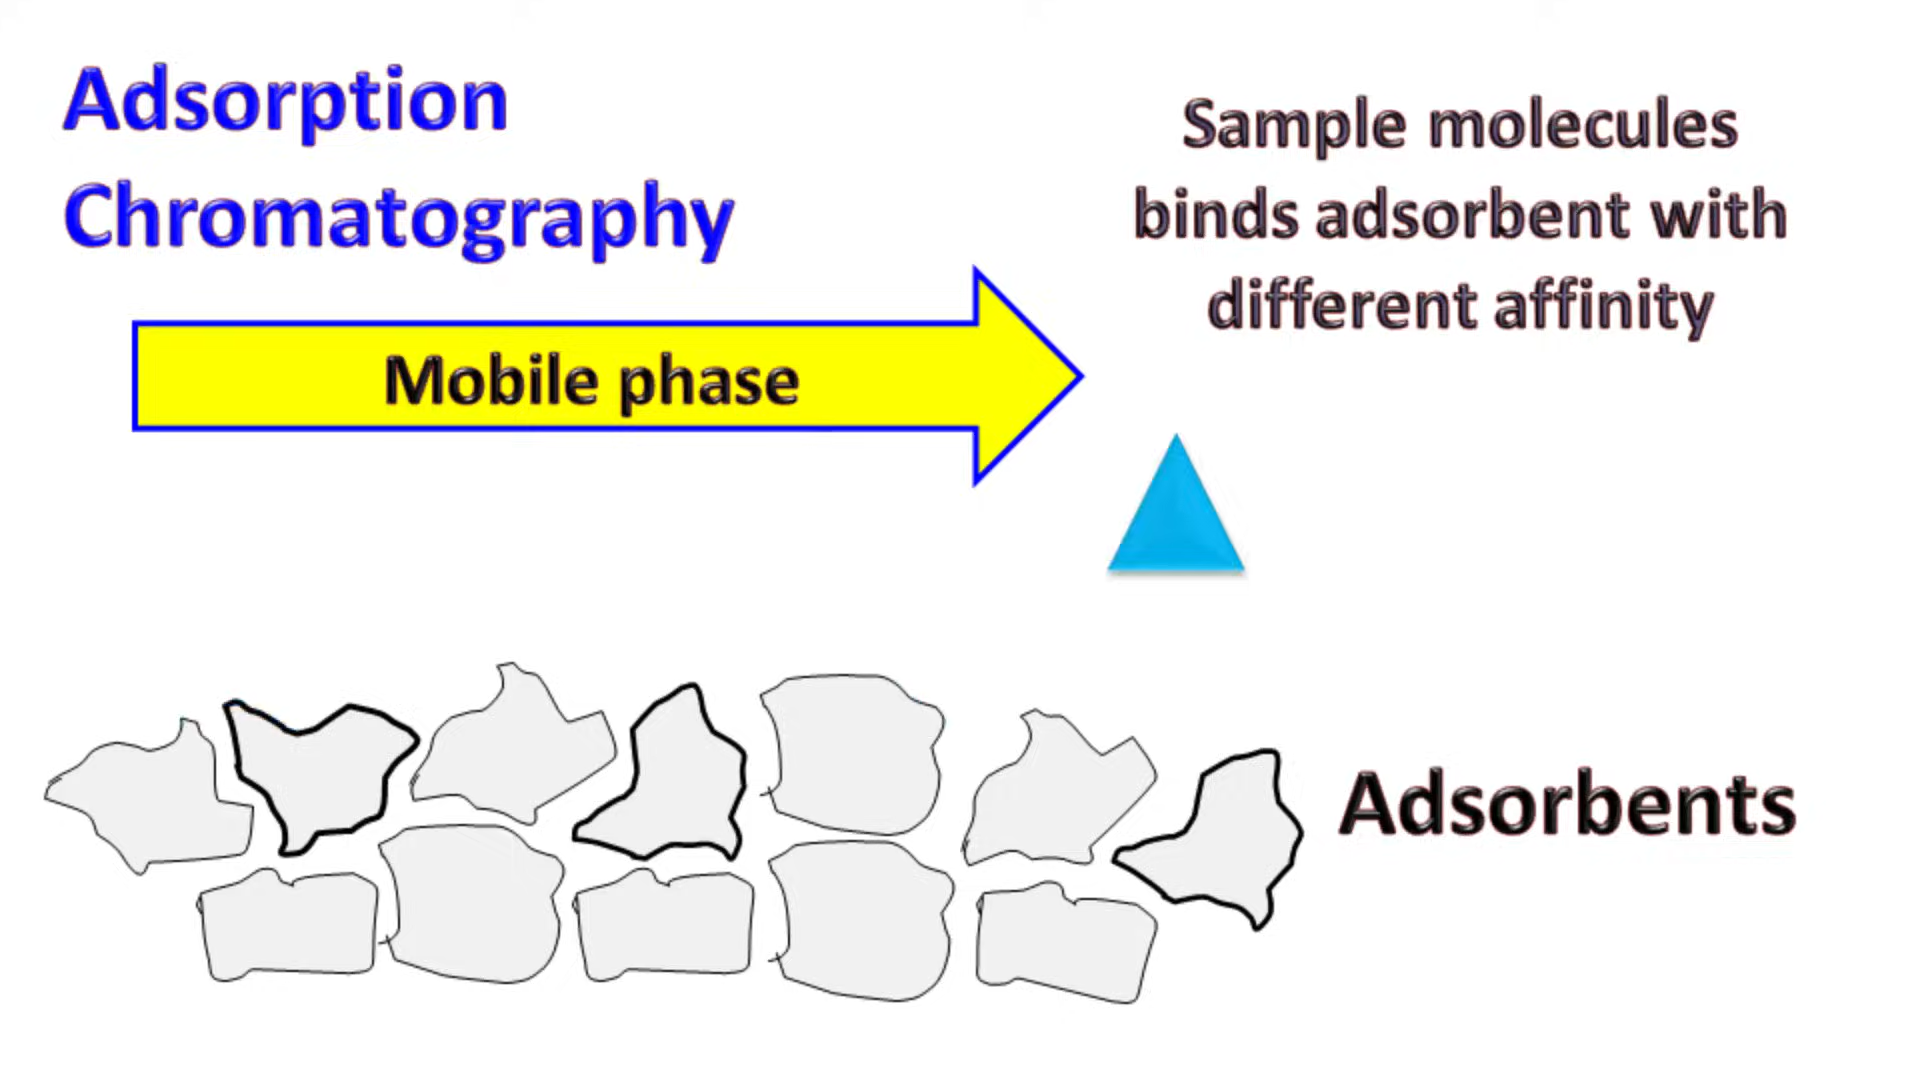 Adsorption
Chromatography
Sample molecules
binds adsorbent with
different affinity
Mobile phase
Adsorbents